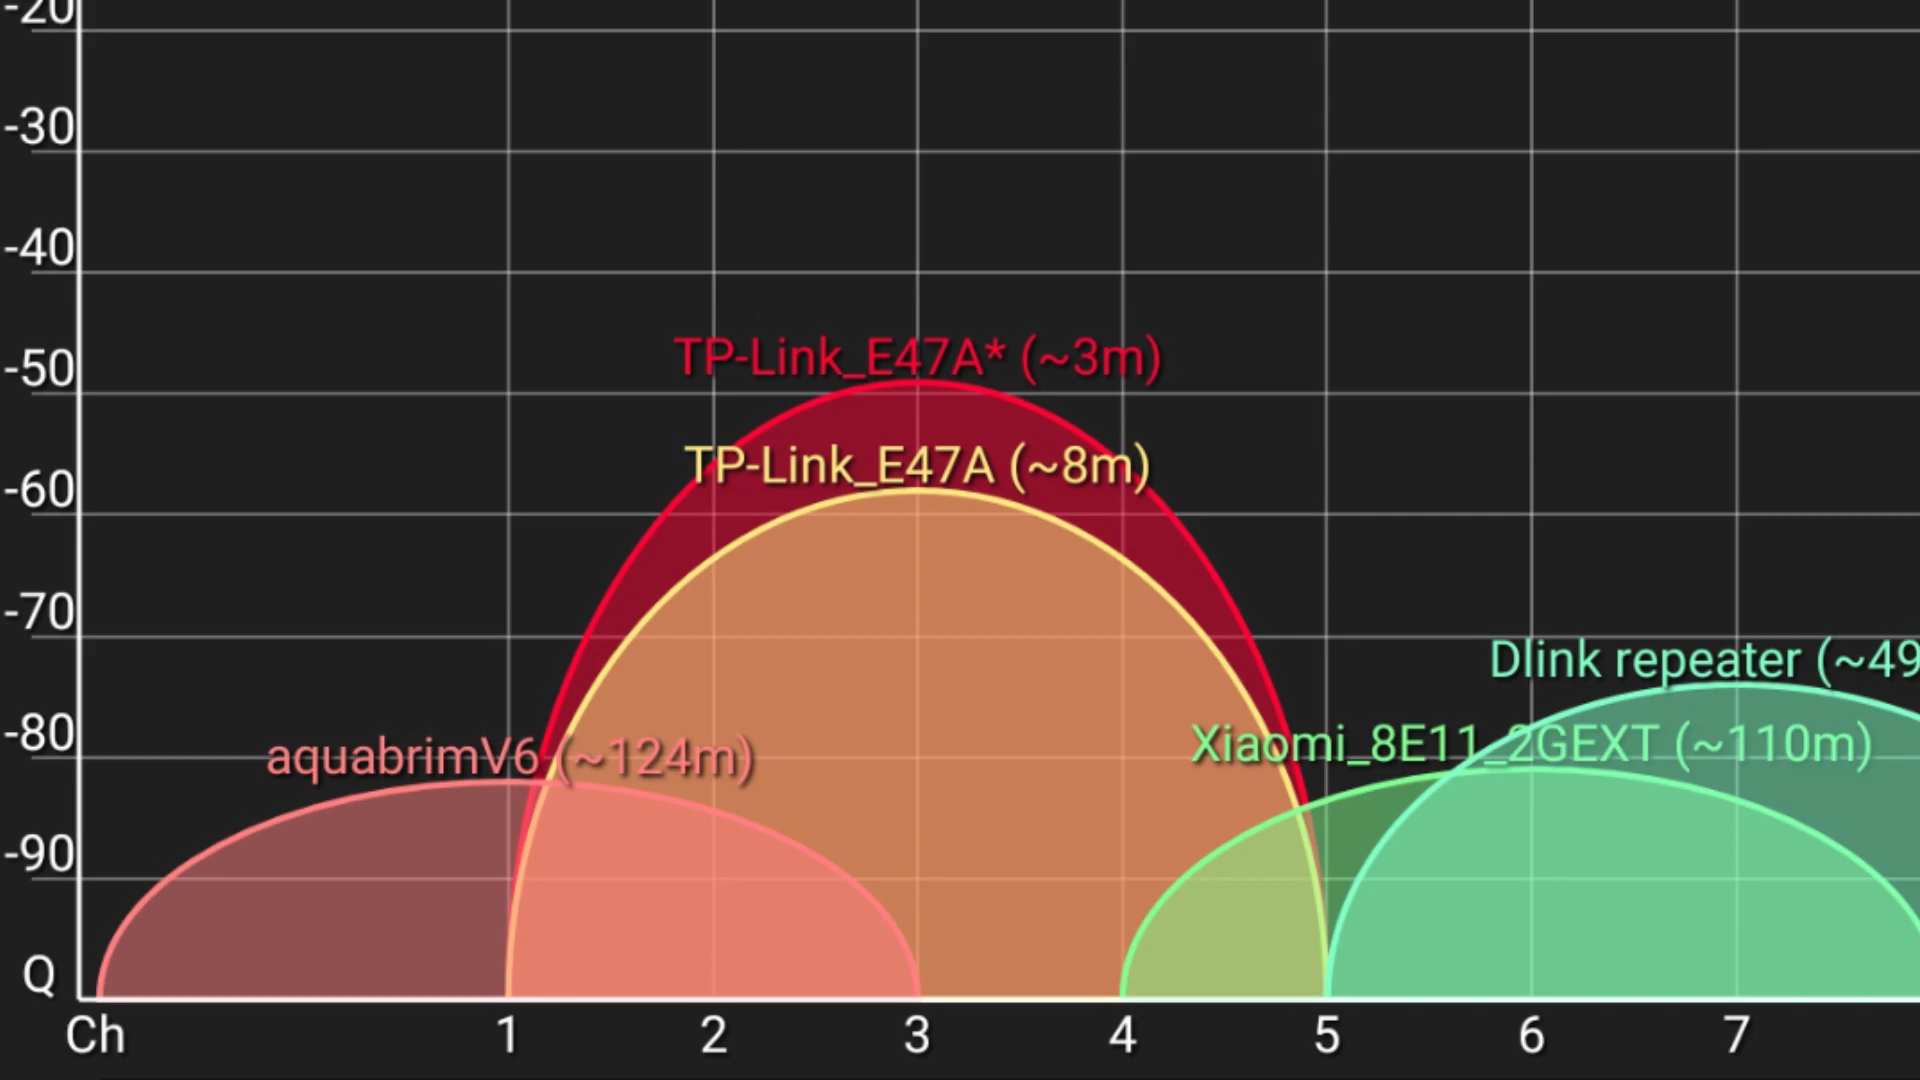 -20
-30
-40
-50
-60
-70
-80
-90
Q
TP-Link_E47A* (~3m)
TP-Link_E47A (~8m)
Dlink repeater (~49
Xiaomi_8E11_2GEXT (~110m)
aquabrimV6 (~124m)
Ch 1 2 3 4 5 6 7